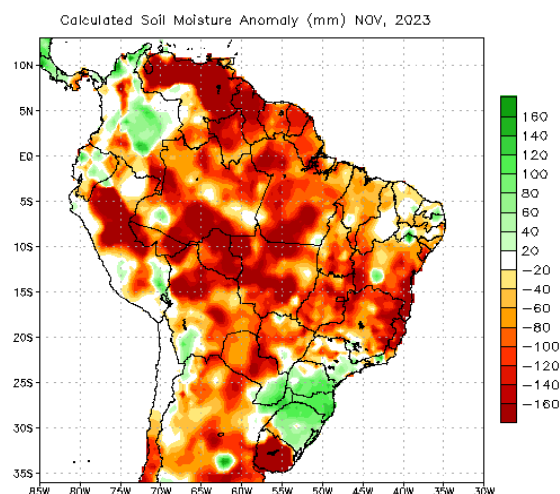 Calculated Soil Moisture Anomaly (mm) NOV, 2023
10N
5N
EQ
5S
10S
15S
20S
25S
30S
35S
85W 80W 75W 70W 65W 60W 55W 50W 45W 40W 35W 30W
160
140
120
100
80
60
40
20
-20
-40
-60
-80
-100
-120
-140
-160